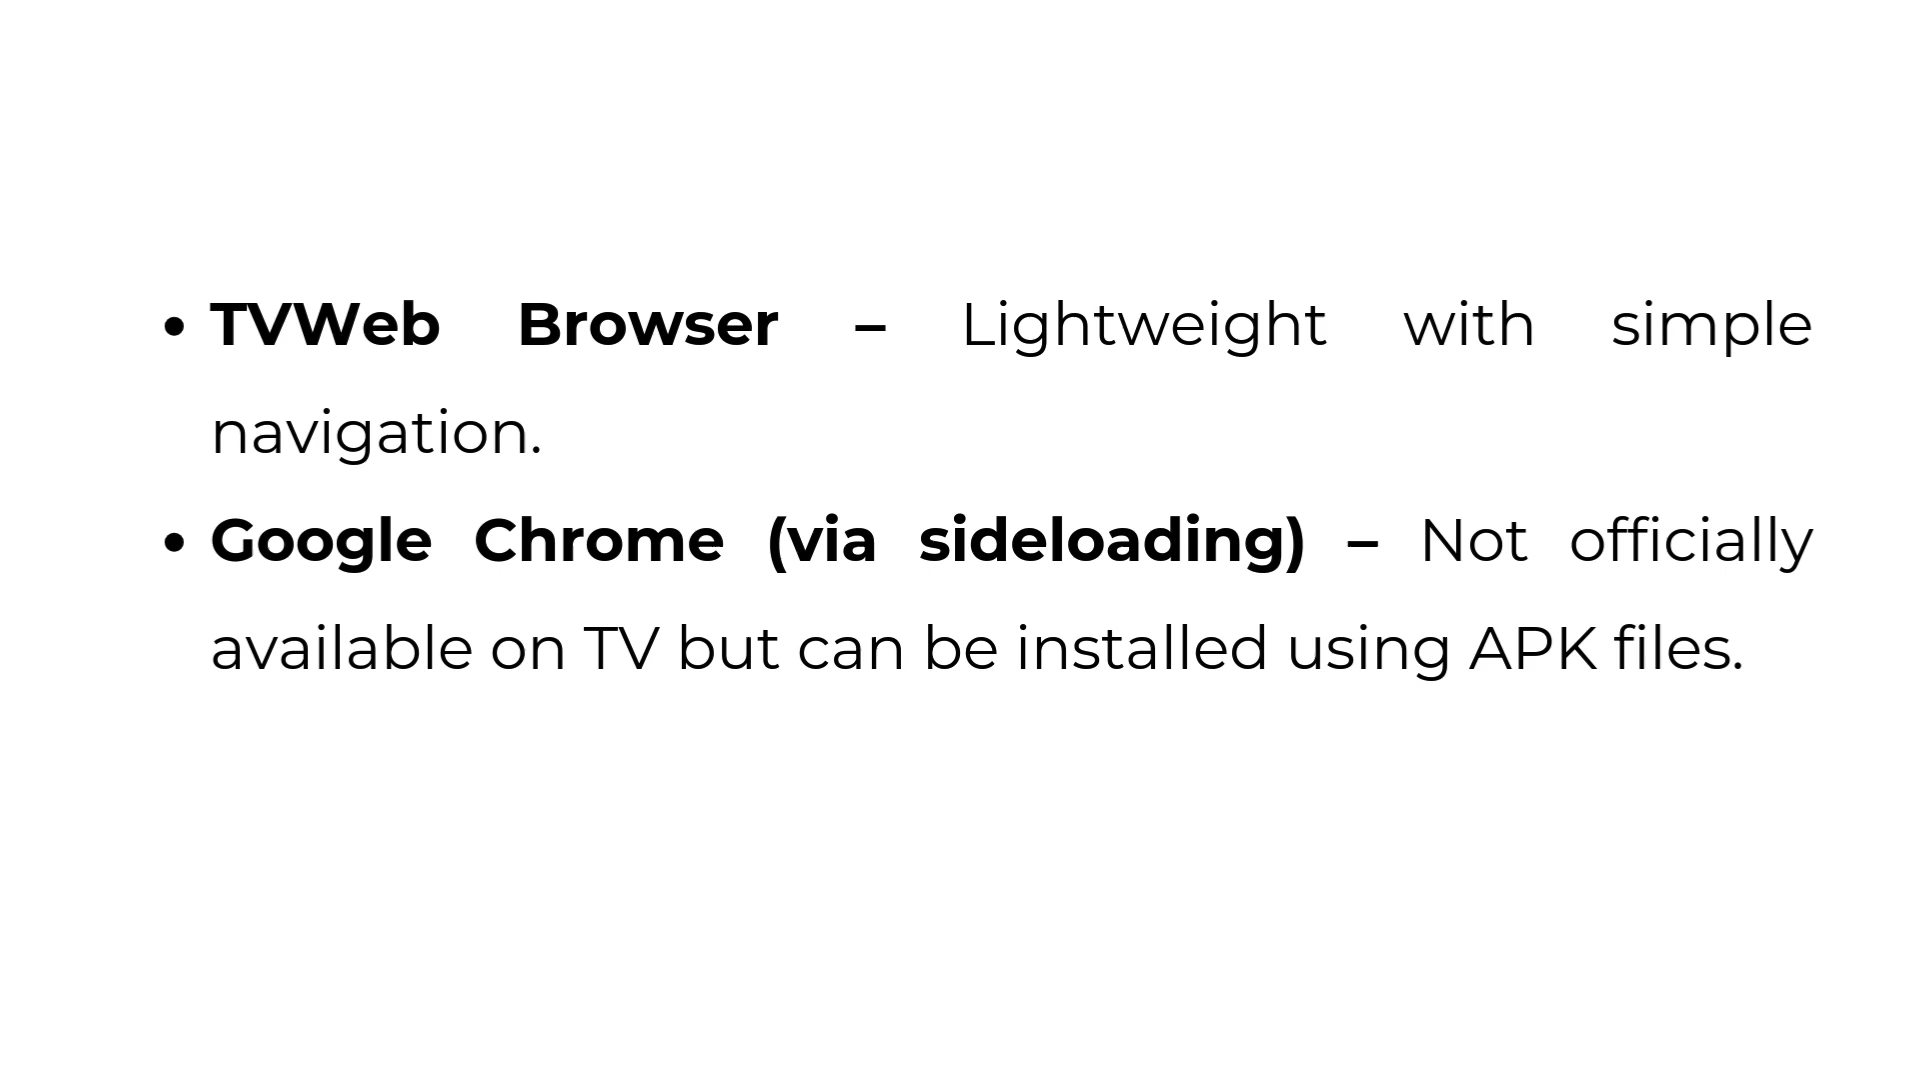 • TVWeb Browser – Lightweight with simple
navigation.
• Google Chrome (via sideloading) – Not officially
available on TV but can be installed using APK files.